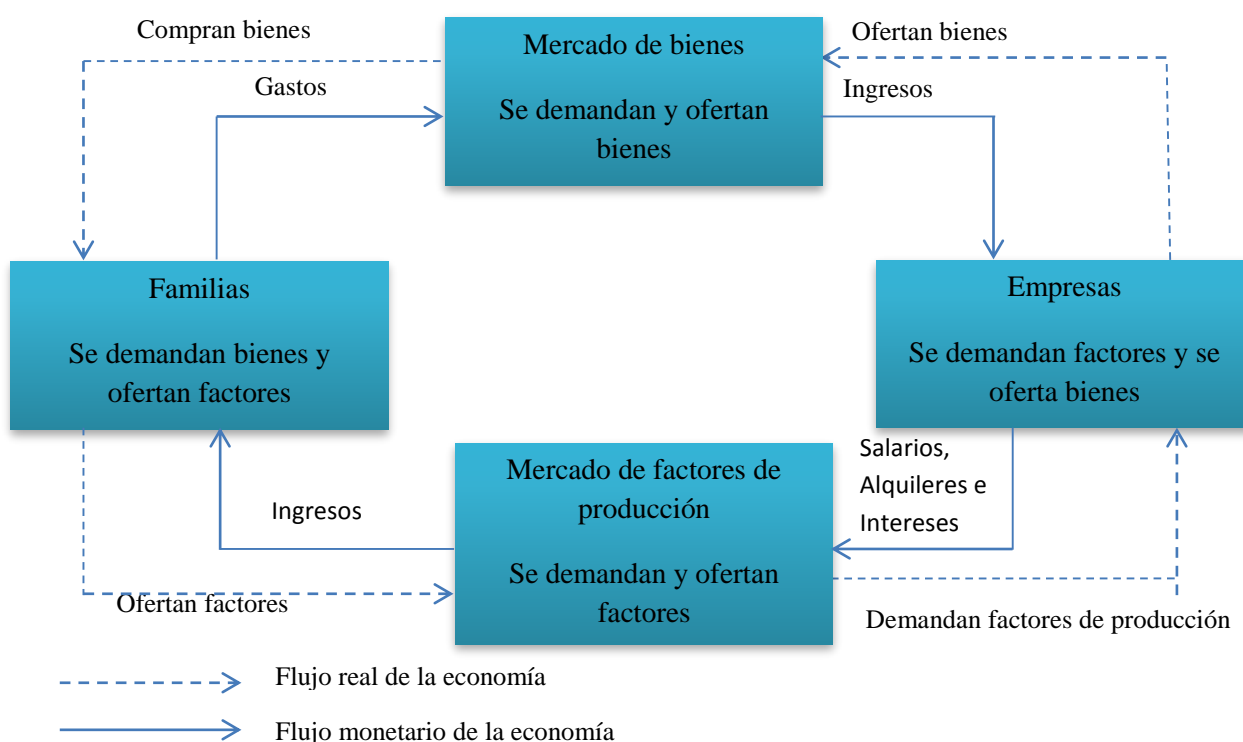 Compran bienes
Gastos
Mercado de bienes
Se demandan y ofertan
bienes
Ofertan bienes
Ingresos
Familias
Se demandan bienes y
ofertan factores
Empresas
Se demandan factores y se
oferta bienes
Ingresos
Ofertan factores
Mercado de factores de
producción
Se demandan y ofertan
factores
Salarios,
Alquileres e
Intereses
Demandan factores de producción
Flujo real de la economía
Flujo monetario de la economía